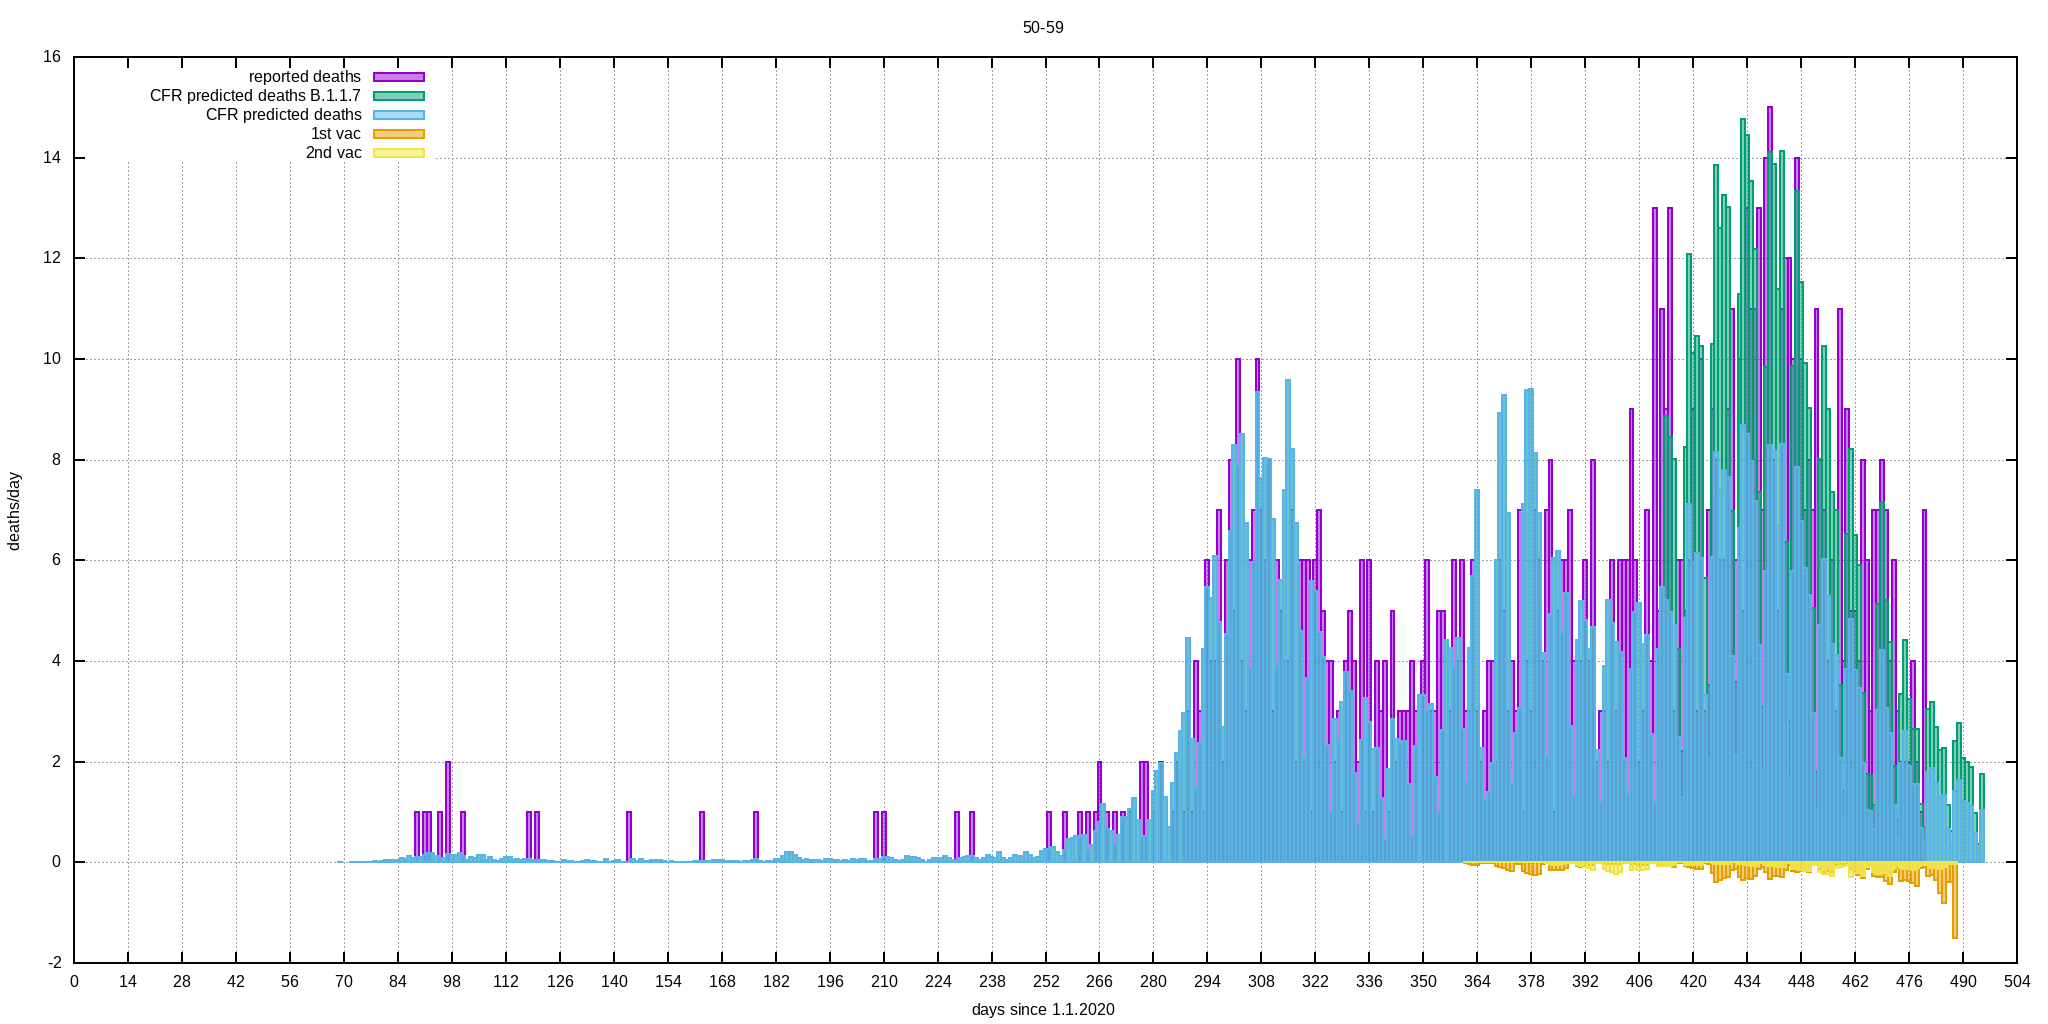 50-59
16
14
12
10
8
6
4
2
0
-2
reported deaths
CFR predicted deaths B.1.1.7
CFR predicted deaths
1st vac
2nd vac
deaths/day
0 14 28 42 56 70 84 98 112 126 140 154 168 182 196 210 224 238 252 266 280 294 308 322 336 350 364 378 392 406 420 434 448 462 476 490 504
days since 1.1.2020